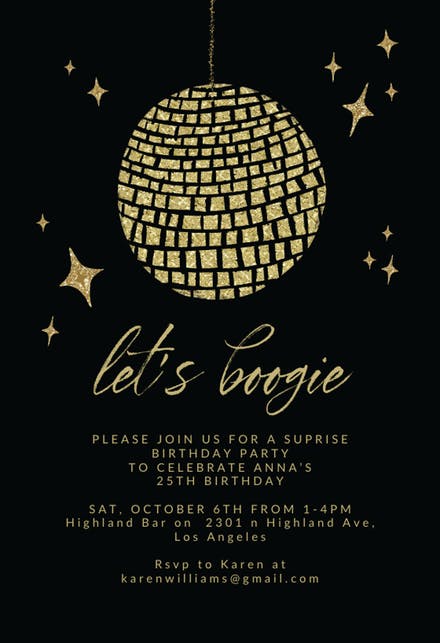 let's boogie
PLEASE JOIN US FOR A SUPRISE
BIRTHDAY PARTY
TO CELEBRATE ANNA'S
25TH BIRTHDAY
SAT, OCTOBER 6TH FROM 1-4PM
Highland Bar on 2301 n Highland Ave,
Los Angeles
Rsvp to Karen at
karenwilliams@gmail.com